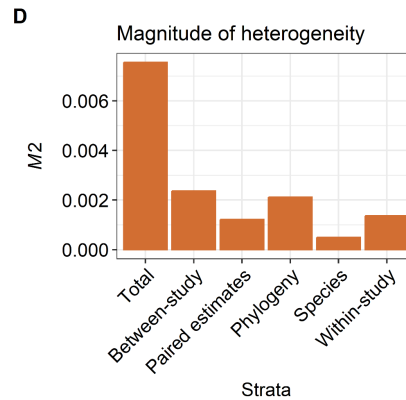 D
Magnitude of heterogeneity
M2
0.006
0.004
0.002
0.000
Total
Between-study
Paired estimates
Phylogeny
Species
Within-study
Strata